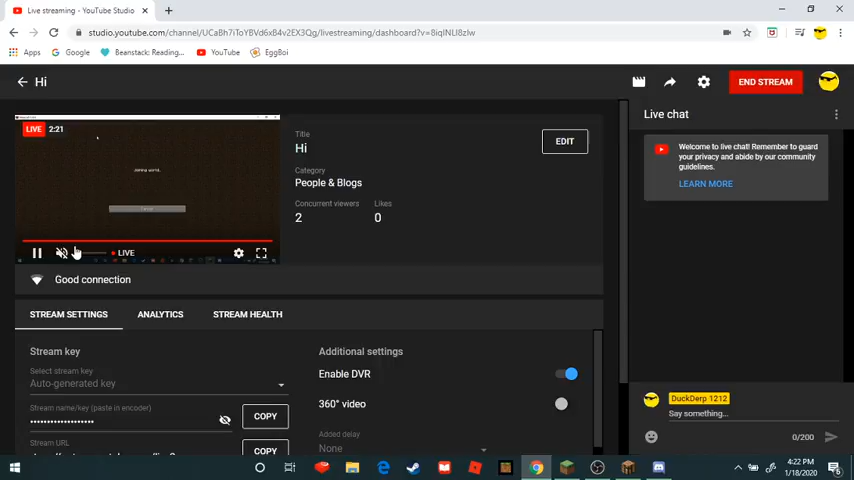 Live streaming - YouTube Studio
studio.youtube.com/channel/UCaBh7iToYBVd6xB4v2EX3Qg/livestreaming/dashboard?v=8iqINLI8zIw
Apps Google Beanstack: Reading... YouTube EggBoi
Hi
END STREAM
LIVE 2:21
Joining world..
LIVE
Good connection
Title
Hi
EDIT
Category
People & Blogs
Concurrent viewers Likes
2 0
STREAM SETTINGS ANALYTICS STREAM HEALTH
Stream key
Select stream key
Auto-generated key
Stream name/key (paste in encoder)
COPY
Stream URL
COPY
Additional settings
Enable DVR
360° video
Added delay
None
Live chat
Welcome to live chat! Remember to guard
your privacy and abide by our community
guidelines.
LEARN MORE
DuckDerp 1212
Say something...
0/200
4:22 PM
1/18/2020